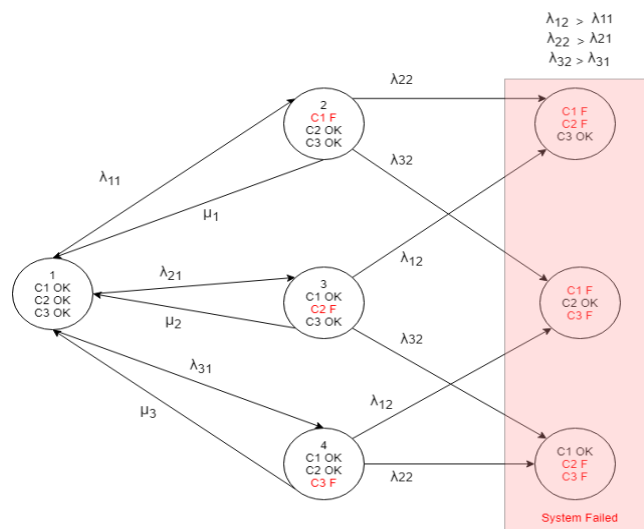 λ12 > λ11
λ22 > λ21
λ32 > λ31
λ22
2
C1 F
C2 OK
C3 OK
C1 F
C2 F
C3 OK
λ11
λ32
μ1
λ12
1
C1 OK
C2 OK
C3 OK
λ21
μ2
3
C1 OK
C2 F
C3 OK
C1 F
C2 OK
C3 F
λ32
λ31
λ12
μ3
4
C1 OK
C2 OK
C3 F
λ22
C1 OK
C2 F
C3 F
System Failed